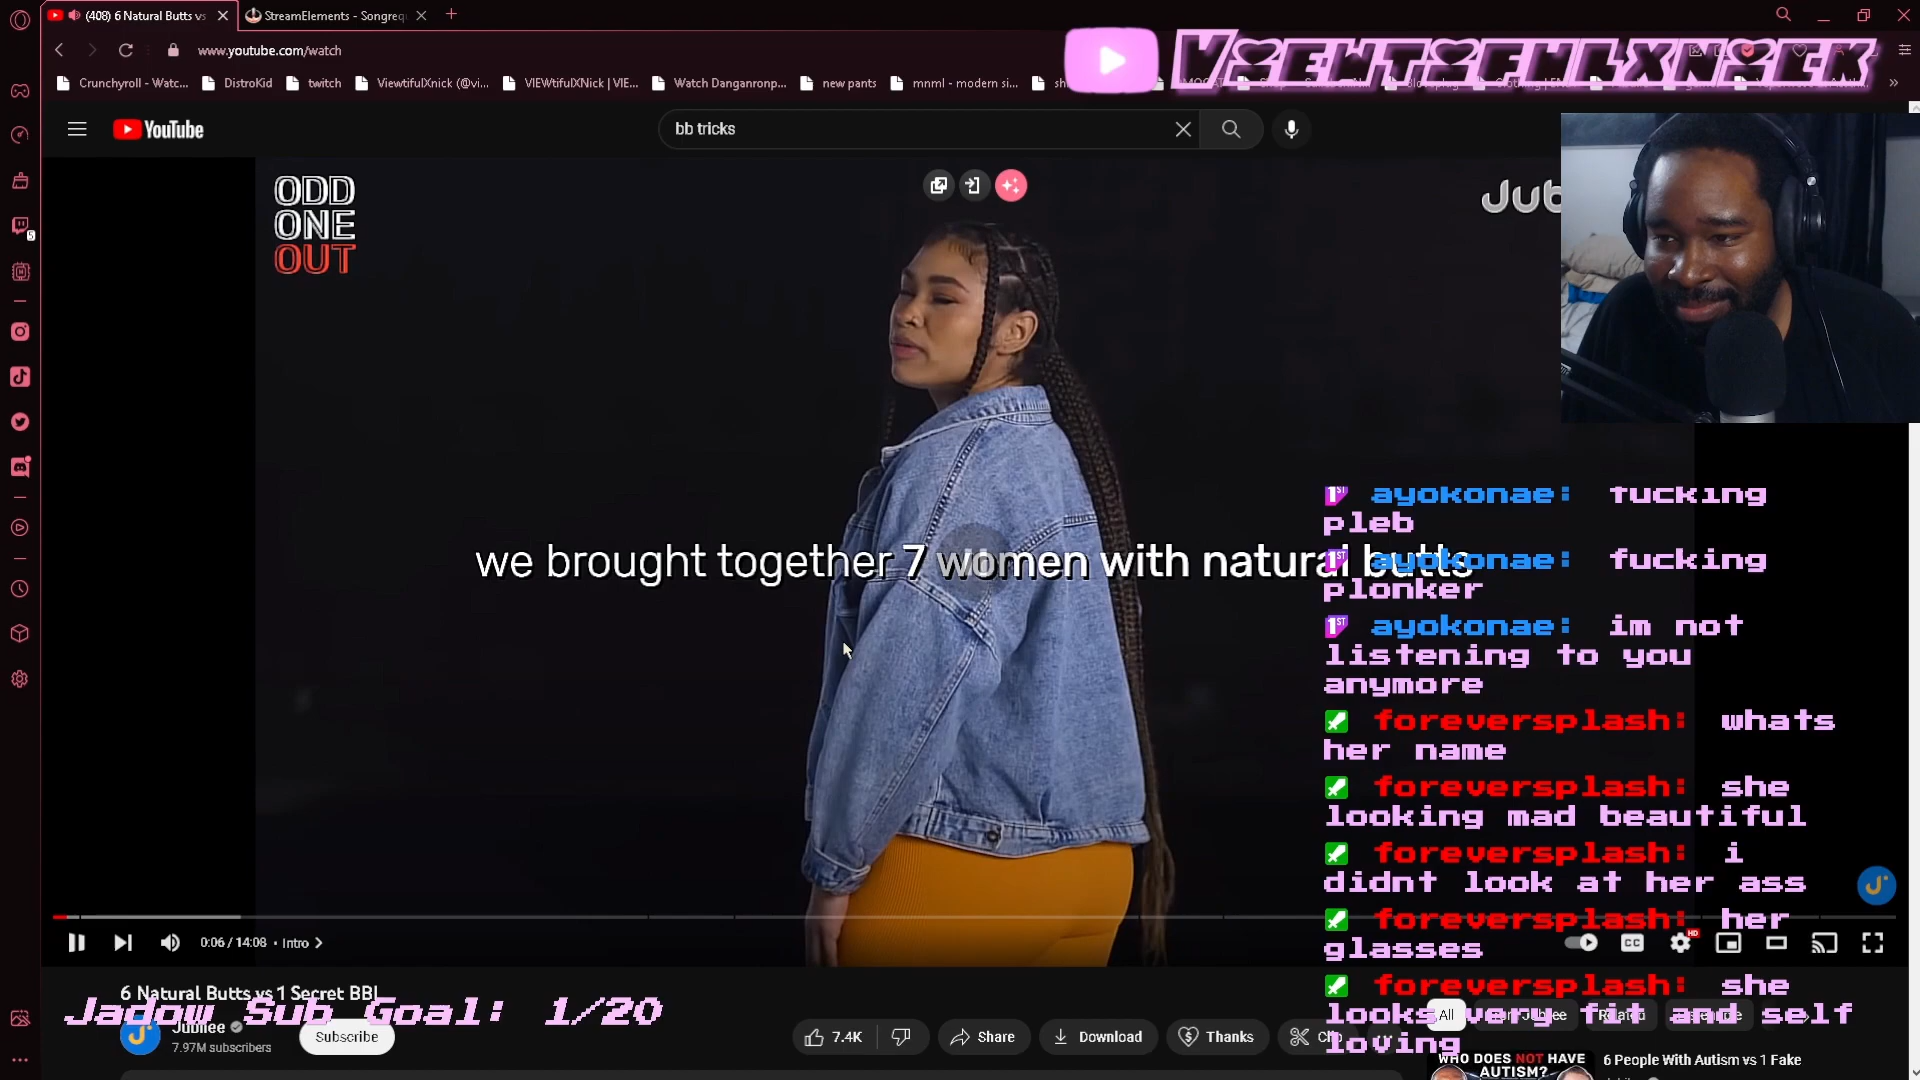 (408) 6 Natural Butts vs
StreamElements - Songrequ
www.youtube.com/watch
ViewtifulXNick
Crunchyroll - Watc...
DistroKid
twitch
ViewtifulXnick (@vi...
VIEWtifulXNick | VIE...
Watch Danganronp...
new pants
mnml - modern si...
YouTube
bb tricks
ODD
ONE
OUT
Jub
5
we brought together 7 women with natural butts
ayokonae: fucking
pleb
ayokonae: fucking
plonker
ayokonae: im not
listening to you
anymore
foreversplash: whats
her name
foreversplash: she
looking mad beautiful
foreversplash: i
didnt look at her ass
foreversplash: her
glasses
foreversplash: she
looks very fit and self
loving
0:06 / 14:08 • Intro
CC
HD
6 Natural Butts vs 1 Secret BBL
Jadow Sub Goal: 1/20
Jubilee
7.97M subscribers
Subscribe
7.4K
Share
Download
Thanks
All
WHO DOES NOT HAVE
AUTISM?
6 People With Autism vs 1 Fake